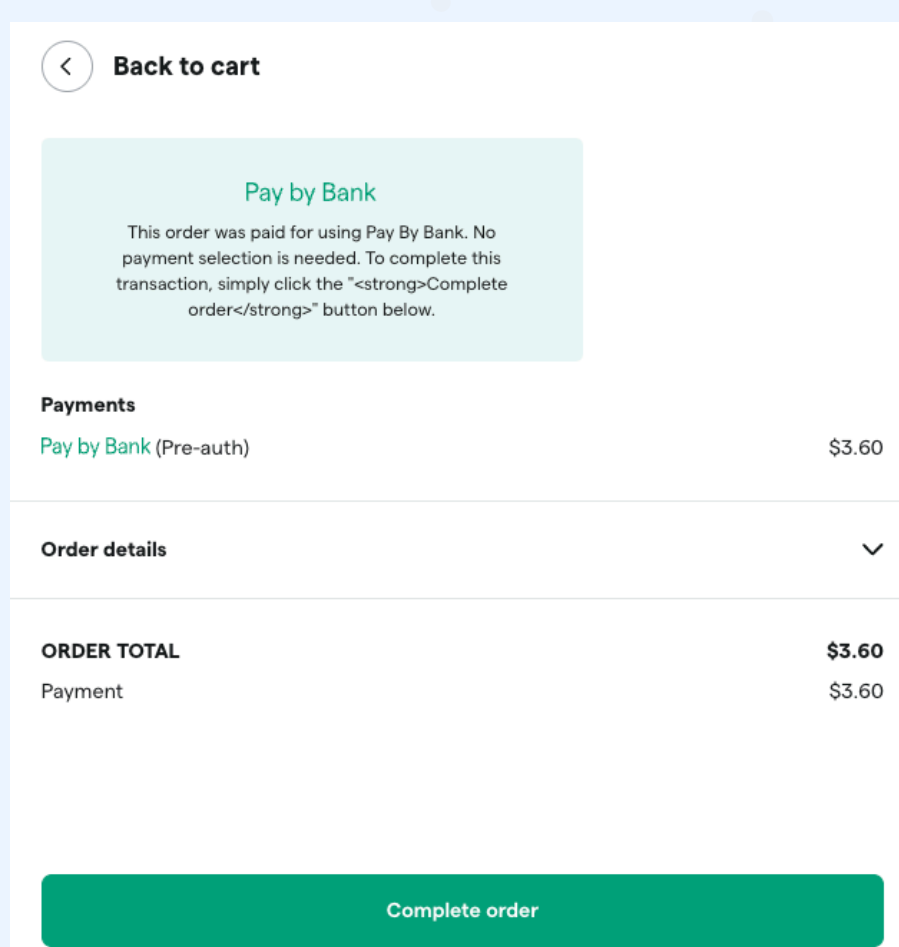 Back to cart
Pay by Bank
This order was paid for using Pay By Bank. No
payment selection is needed. To complete this
transaction, simply click the "<strong>Complete
order</strong>" button below.
Payments
Pay by Bank (Pre-auth) $3.60
Order details
ORDER TOTAL $3.60
Payment $3.60
Complete order